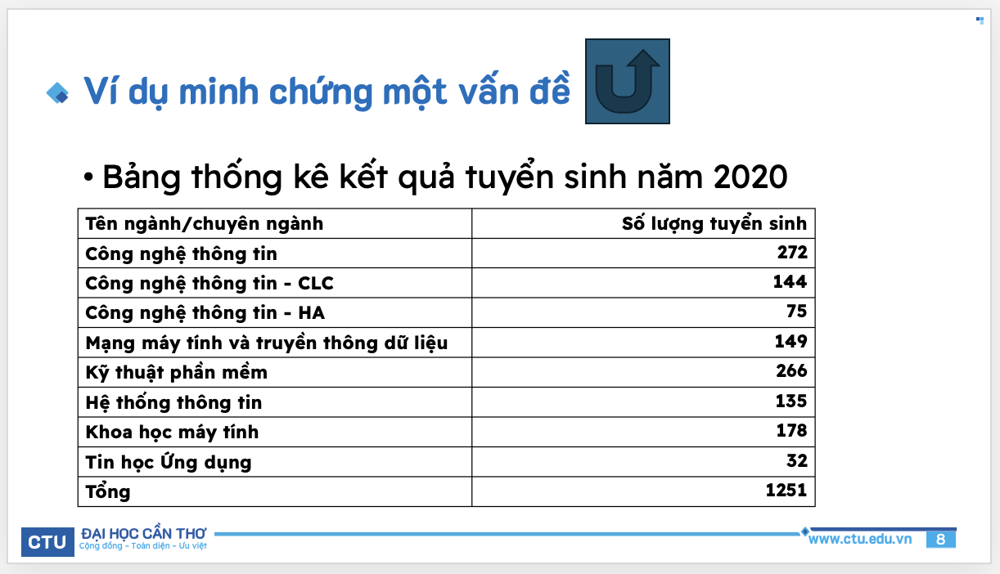 Ví dụ minh chứng một vấn đề
• Bảng thống kê kết quả tuyển sinh năm 2020
Tên ngành/chuyên ngành Số lượng tuyển sinh
Công nghệ thông tin 272
Công nghệ thông tin - CLC 144
Công nghệ thông tin - HA 75
Mạng máy tính và truyền thông dữ liệu 149
Kỹ thuật phần mềm 266
Hệ thống thông tin 135
Khoa học máy tính 178
Tin học Ứng dụng 32
Tổng 1251
CTU
ĐẠI HỌC CẦN THƠ
Cộng đồng – Toàn diện – Ưu việt
www.ctu.edu.vn 8